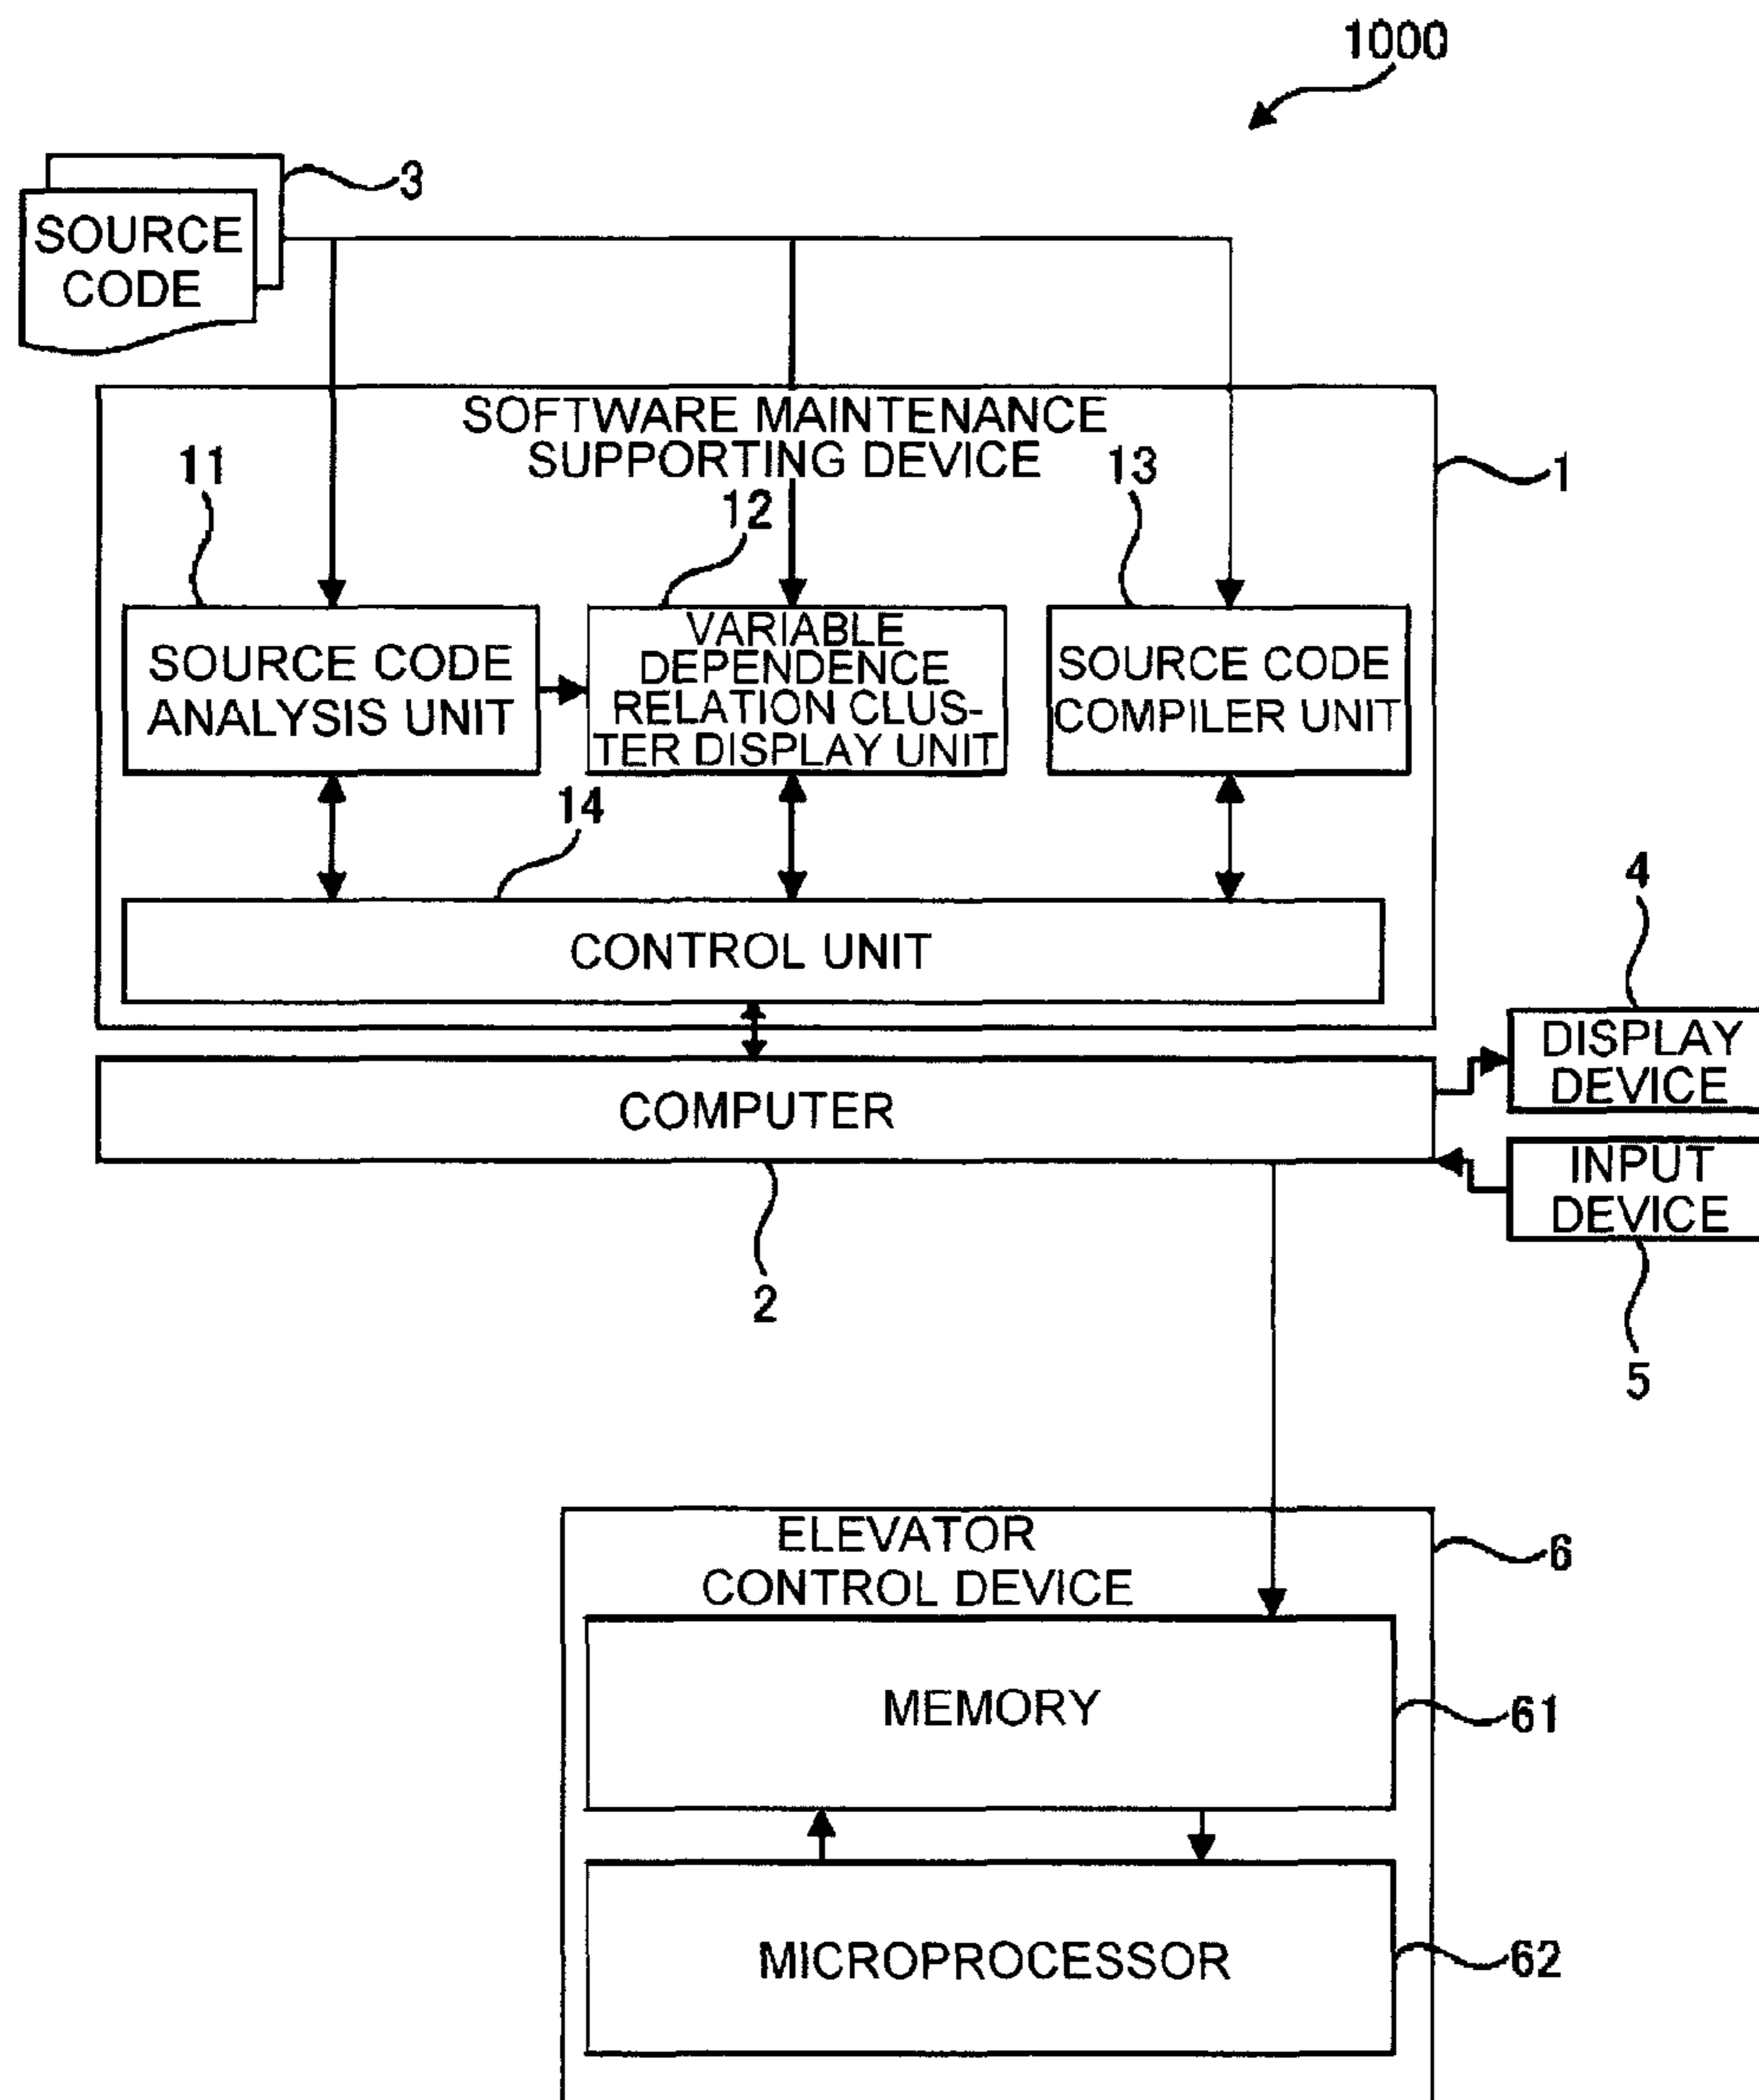 1000
3
SOURCE
CODE
SOFTWARE MAINTENANCE
SUPPORTING DEVICE
1
11
12
13
SOURCE CODE
ANALYSIS UNIT
VARIABLE
DEPENDENCE
RELATION CLUS-
TER DISPLAY UNIT
SOURCE CODE
COMPILER UNIT
14
CONTROL UNIT
4
DISPLAY
DEVICE
COMPUTER
INPUT
DEVICE
2
5
ELEVATOR
CONTROL DEVICE
6
MEMORY
61
MICROPROCESSOR
62